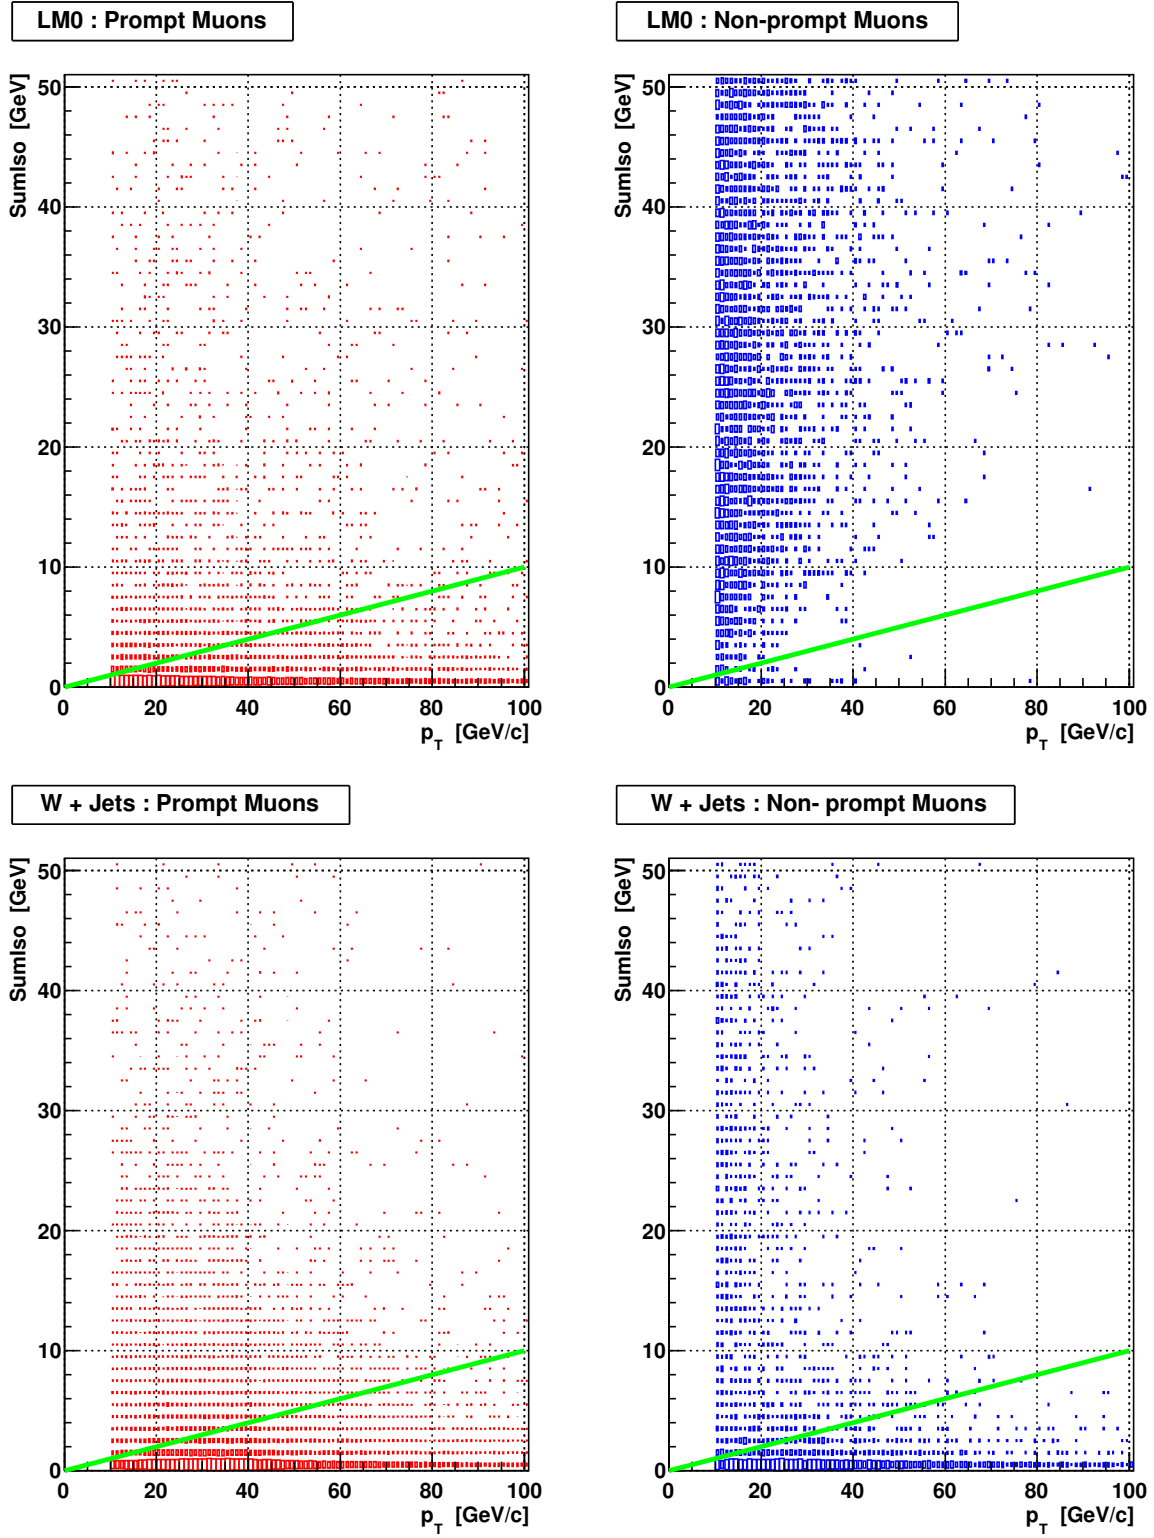 LM0 : Prompt Muons
LM0 : Non-prompt Muons
SumIso [GeV]
50
40
30
20
10
0
0 20 40 60 80 100
p_T [GeV/c]
SumIso [GeV]
50
40
30
20
10
0
0 20 40 60 80 100
p_T [GeV/c]
W + Jets : Prompt Muons
W + Jets : Non- prompt Muons
SumIso [GeV]
50
40
30
20
10
0
0 20 40 60 80 100
p_T [GeV/c]
SumIso [GeV]
50
40
30
20
10
0
0 20 40 60 80 100
p_T [GeV/c]